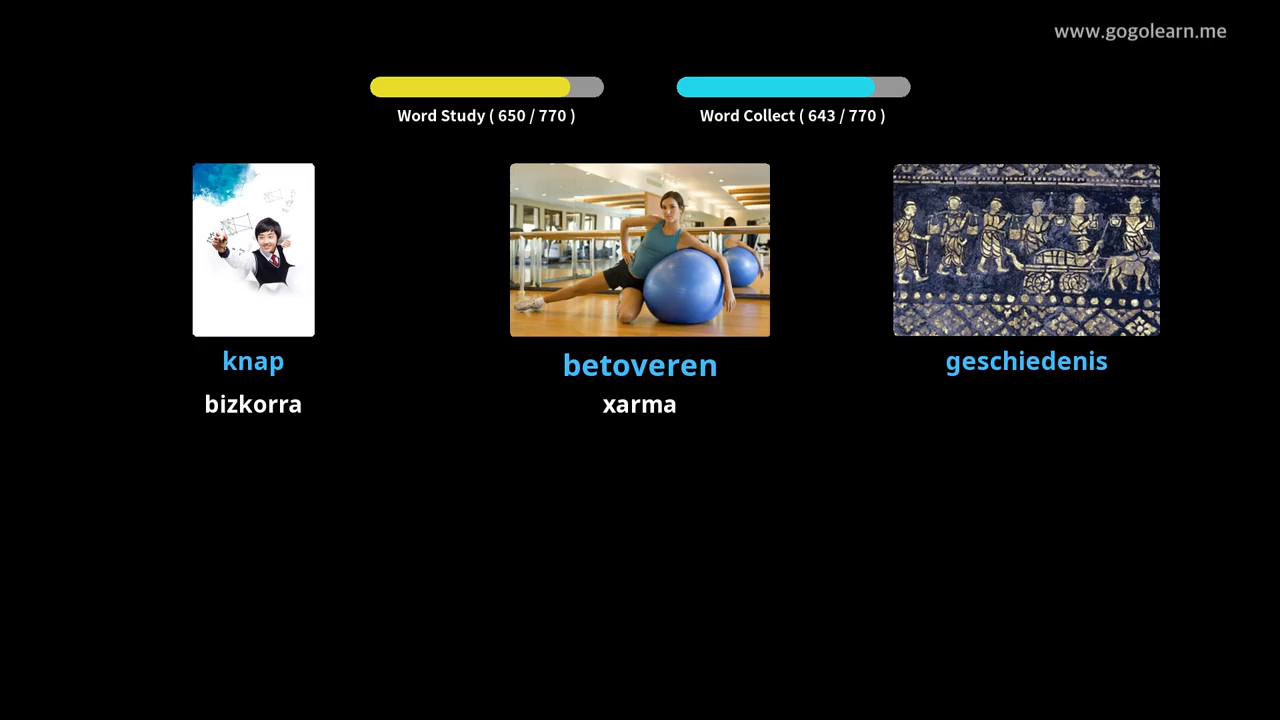 www.gogolearn.me
Word Study ( 650 / 770 )
Word Collect ( 643 / 770 )
knap
betoveren
geschiedenis
bizkorra
xarma